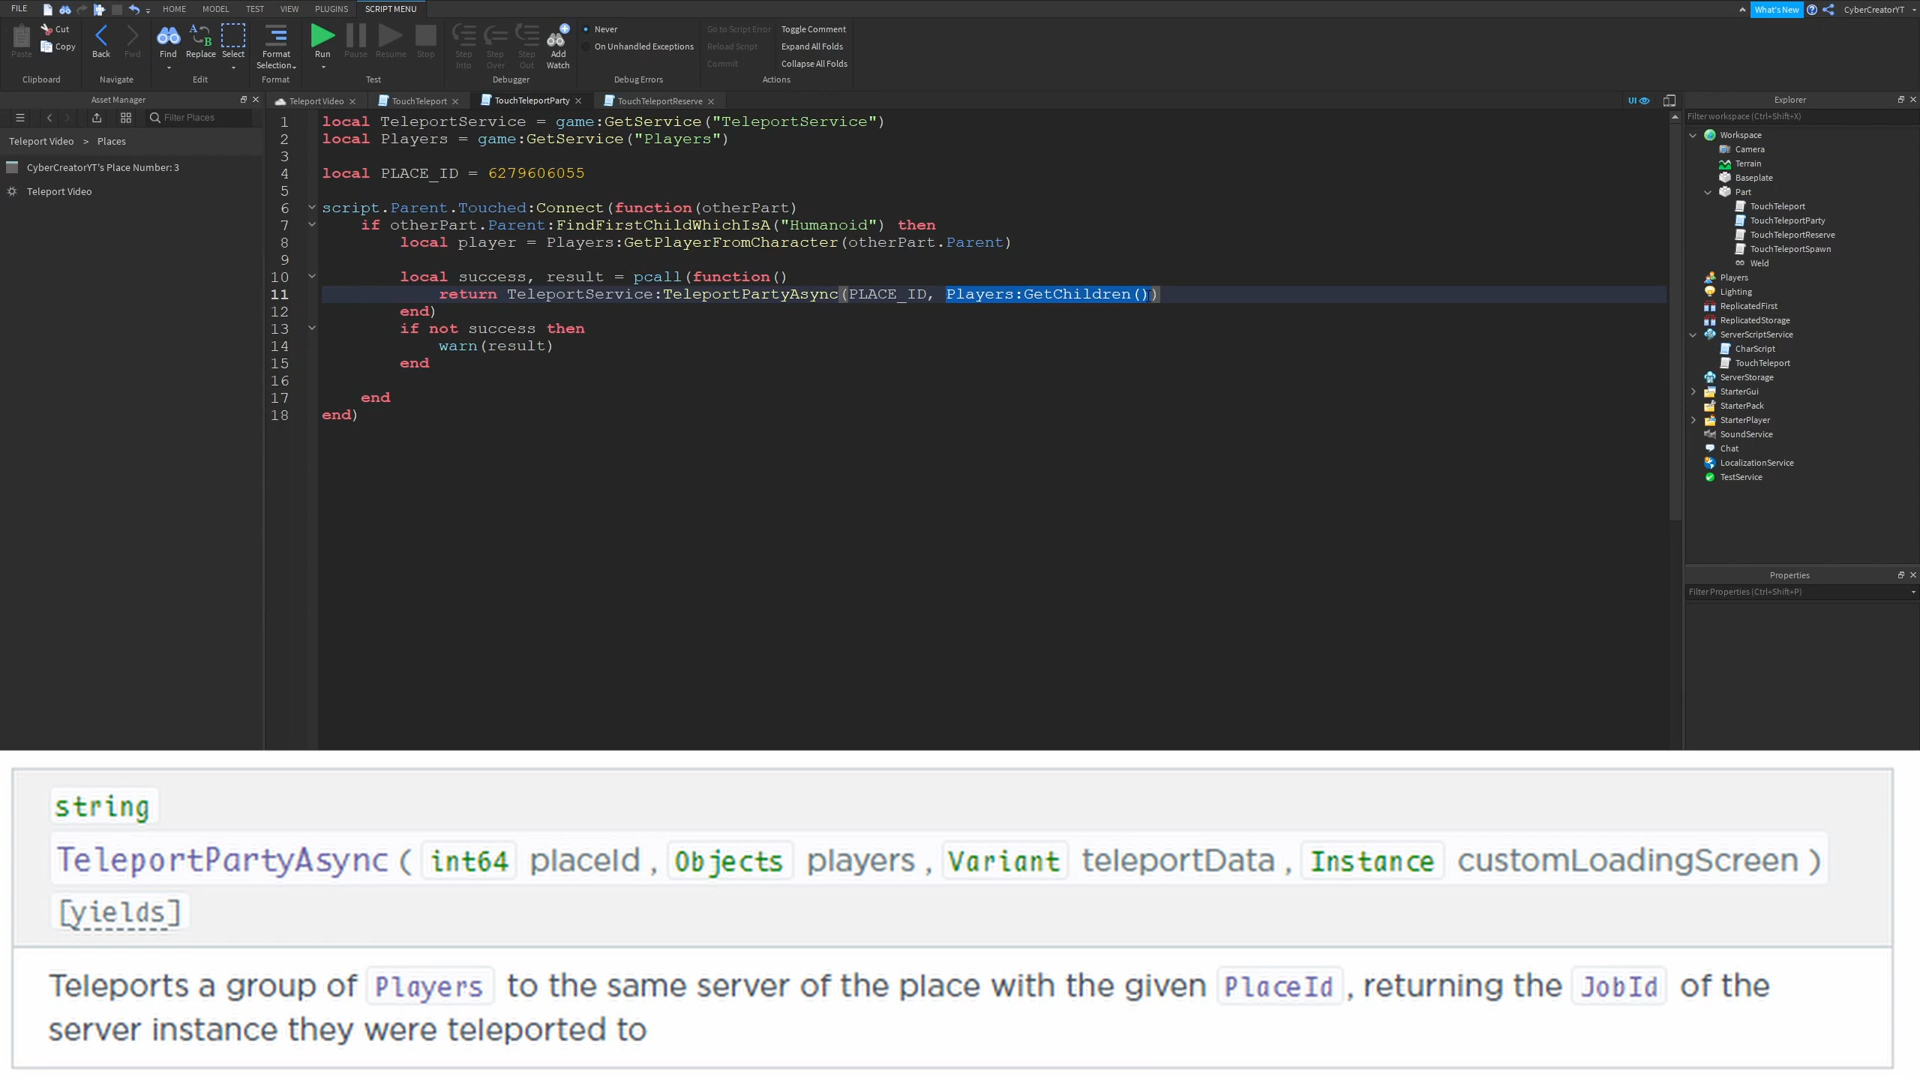 FILE HOME MODEL TEST VIEW PLUGINS SCRIPT MENU What's New CyberCreatorYT
Paste Cut Copy Back Fwd Find Replace Select Format Selection... Run Pause Resume Stop Step Into Step Over Step Out Add Watch Never On Unhandled Exceptions Go to Script Error Reload Script Commit Toggle Comment Expand All Folds Collapse All Folds
Clipboard Navigate Edit Format Test Debugger Debug Errors Actions
Asset Manager Teleport Video TouchTeleport TouchTeleportParty TouchTeleportReserve UI Explorer
Filter Places
Filter workspace (Ctrl+Shift+X)
Teleport Video > Places
CyberCreatorYT's Place Number: 3
Teleport Video
1 local TeleportService = game:GetService("TeleportService")
2 local Players = game:GetService("Players")
3
4 local PLACE_ID = 6279606055
5
6 script.Parent.Touched:Connect(function(otherPart)
7 if otherPart.Parent:FindFirstChildWhichIsA("Humanoid") then
8 local player = Players:GetPlayerFromCharacter(otherPart.Parent)
9
10 local success, result = pcall(function()
11 return TeleportService:TeleportPartyAsync(PLACE_ID, Players:GetChildren())
12 end)
13 if not success then
14 warn(result)
15 end
16
17 end
18 end)
Workspace
Camera
Terrain
Baseplate
Part
TouchTeleport
TouchTeleportParty
TouchTeleportReserve
TouchTeleportSpawn
Weld
Players
Lighting
ReplicatedFirst
ReplicatedStorage
ServerScriptService
CharScript
TouchTeleport
ServerStorage
StarterGui
StarterPack
StarterPlayer
SoundService
Chat
LocalizationService
TestService
Properties
Filter Properties (Ctrl+Shift+P)
string
TeleportPartyAsync ( int64 placeId , Objects players , Variant teleportData , Instance customLoadingScreen )
[yields]
Teleports a group of Players to the same server of the place with the given PlaceId , returning the JobId of the
server instance they were teleported to